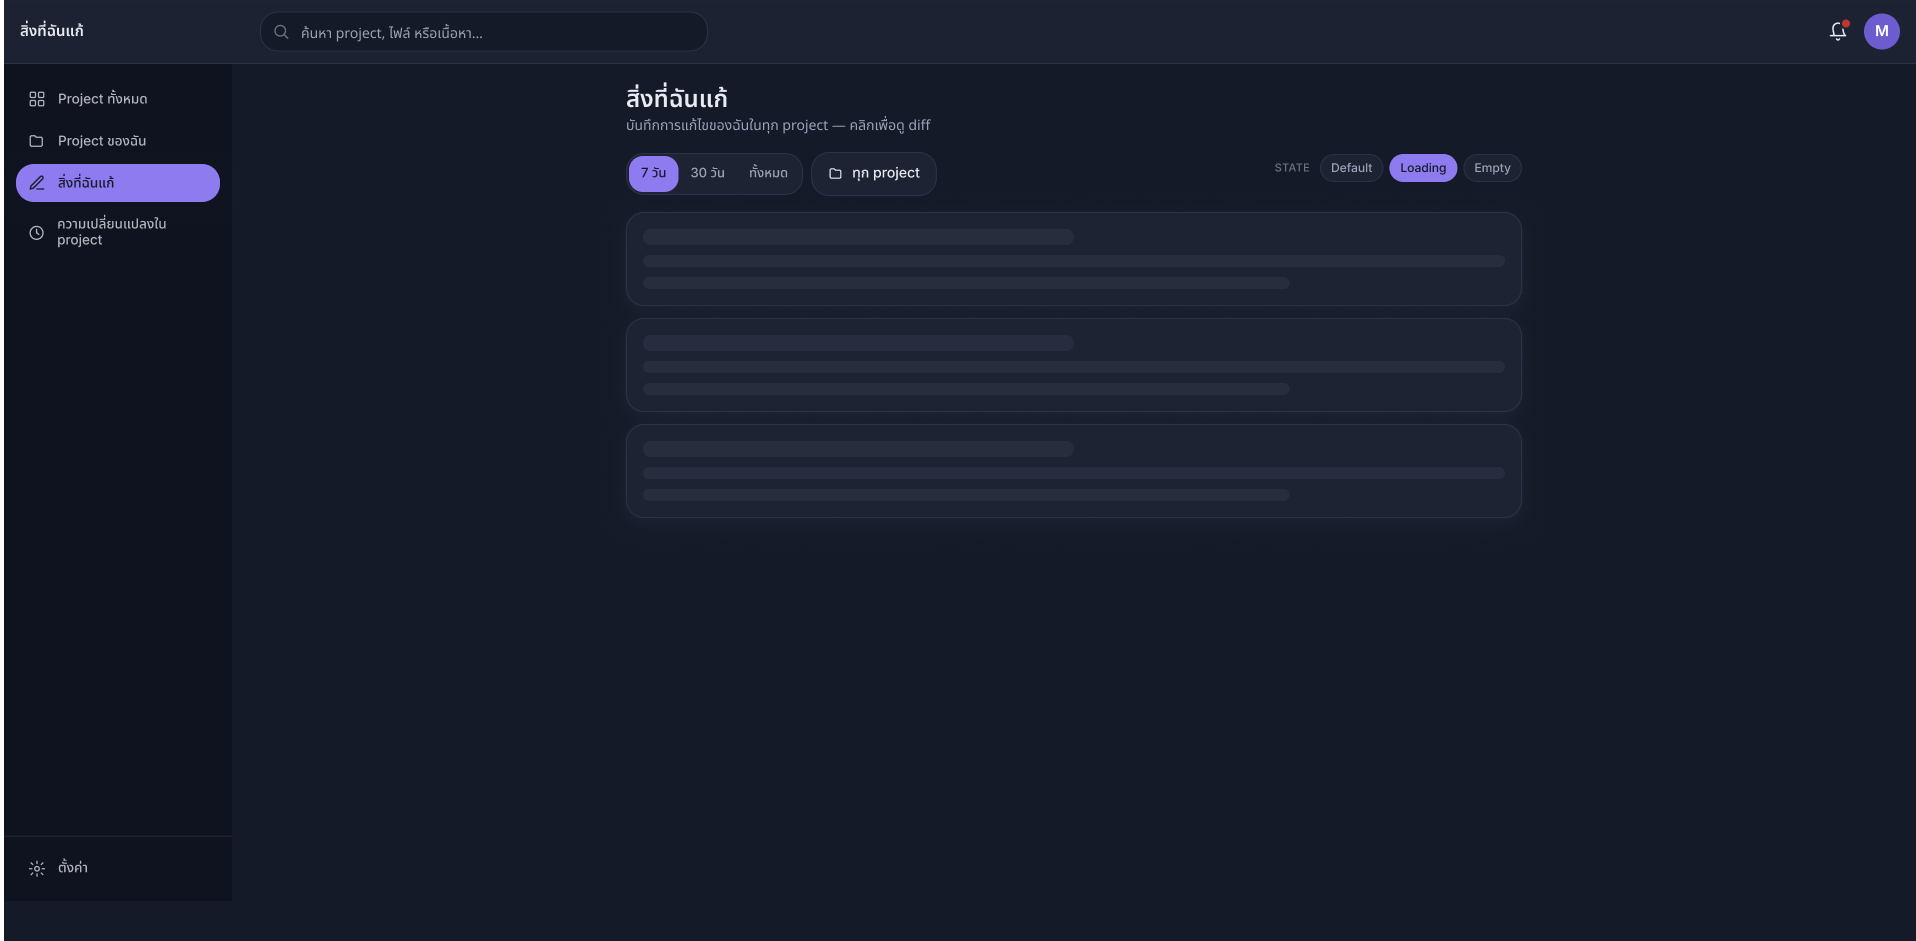 สิ่งที่ฉันแก้
ค้นหา project, ไฟล์ หรือเนื้อหา...
M
Project ทั้งหมด
Project ของฉัน
สิ่งที่ฉันแก้
ความเปลี่ยนแปลงใน
project
ตั้งค่า
สิ่งที่ฉันแก้
บันทึกการแก้ไขของฉันในทุก project — คลิกเพื่อดู diff
7 วัน 30 วัน ทั้งหมด ทุก project
STATE Default Loading Empty